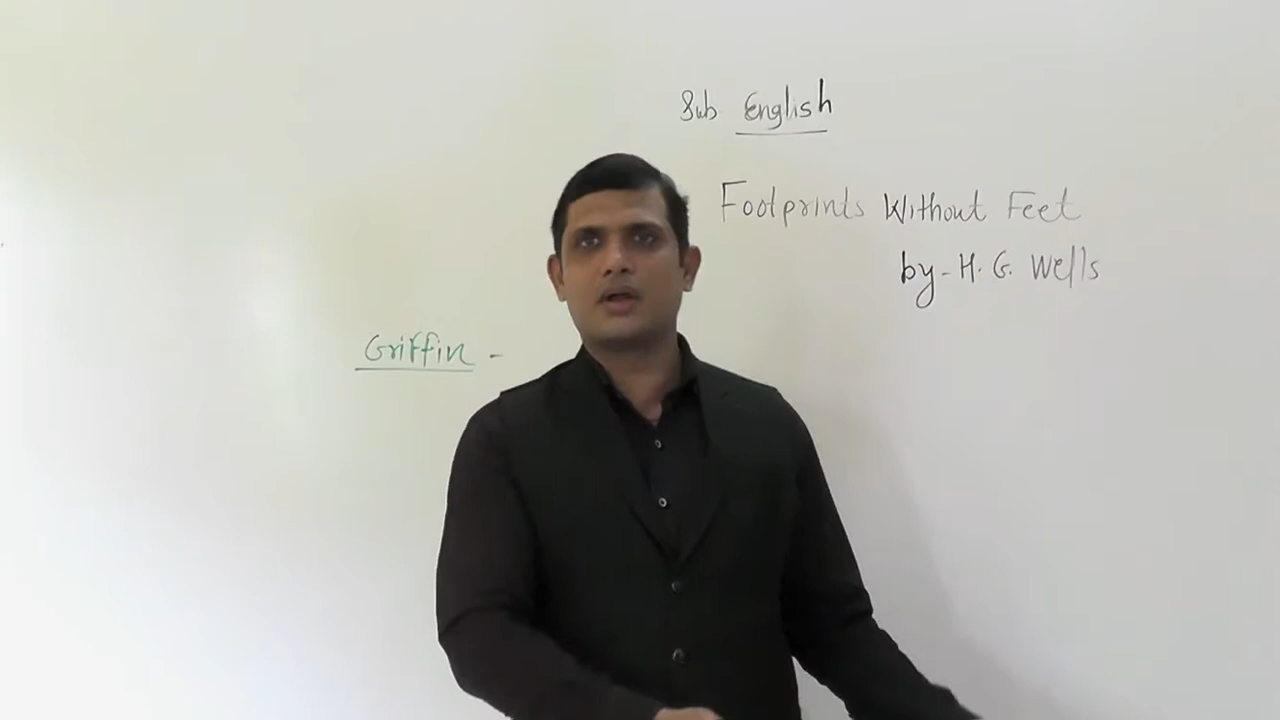 Sub English
Footprints Without Feet
by - H. G. Wells
Griffin -